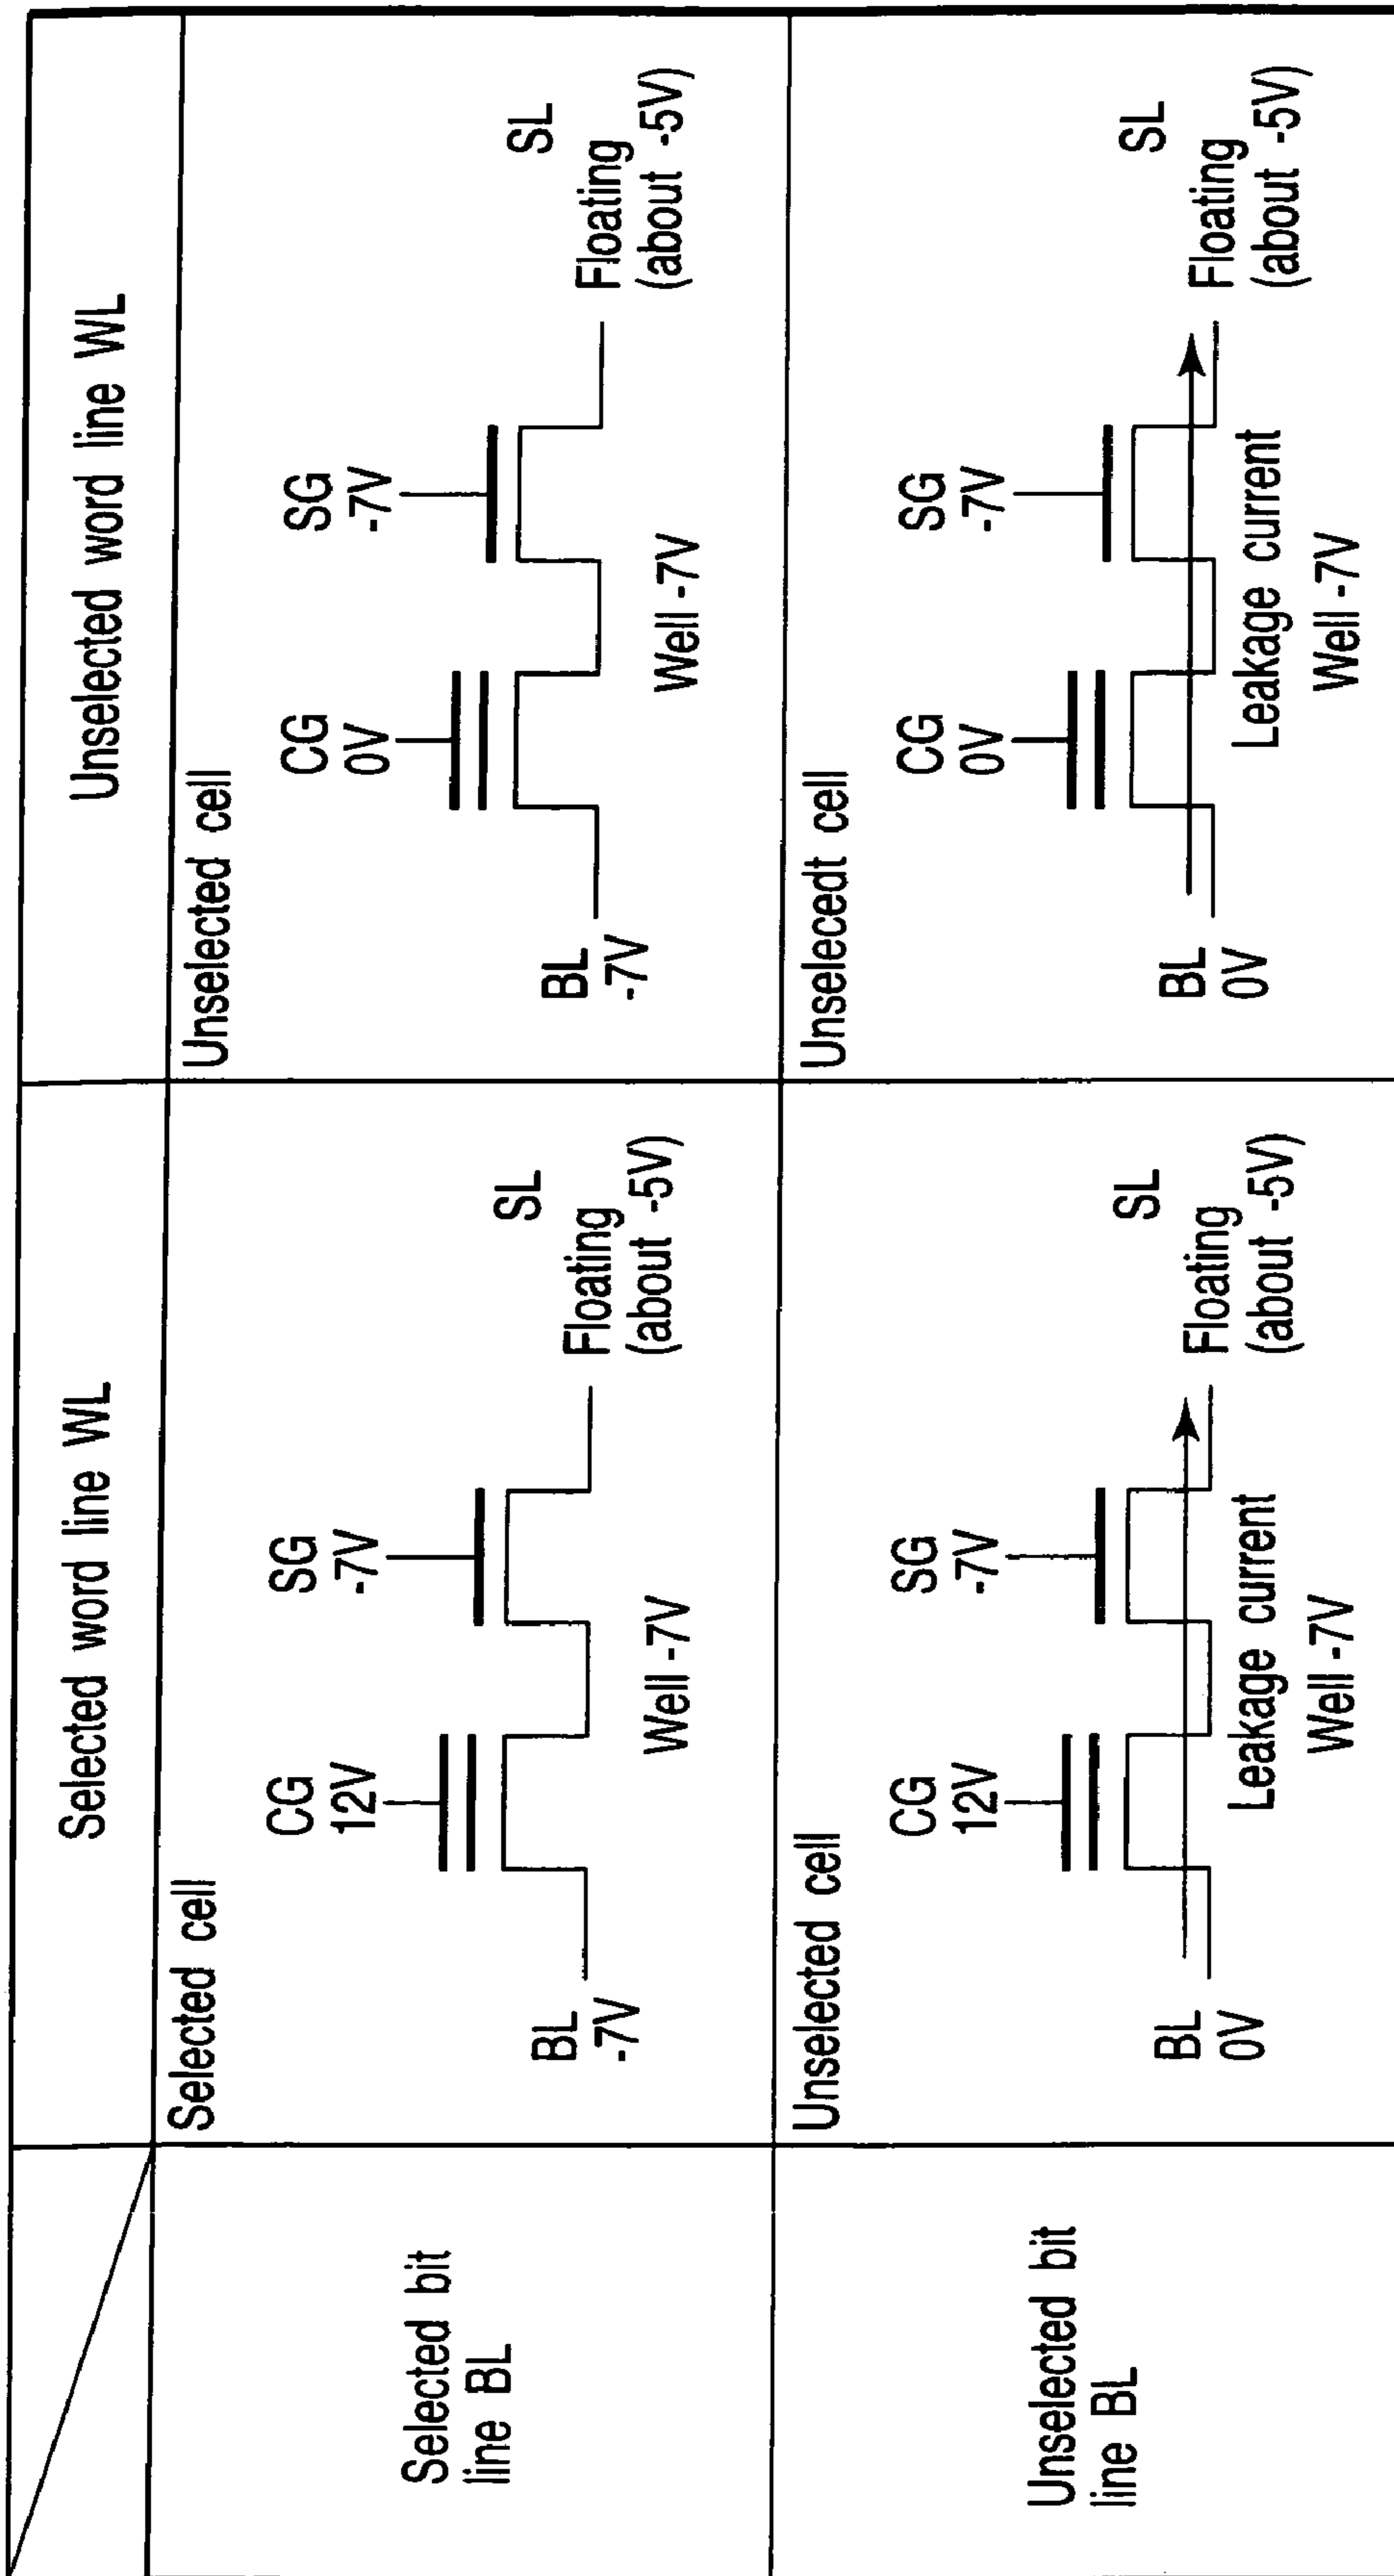 Selected word line WL
Unselected word line WL
Selected bit
line BL
Selected cell
CG
12V
SG
-7V
BL
-7V
SL
Floating
(about -5V)
Well -7V
Unselected cell
CG
0V
SG
-7V
BL
-7V
SL
Floating
(about -5V)
Well -7V
Unselected bit
line BL
Unselected cell
CG
12V
SG
-7V
BL
0V
SL
Floating
(about -5V)
Leakage current
Well -7V
Unselecedt cell
CG
0V
SG
-7V
BL
0V
SL
Floating
(about -5V)
Leakage current
Well -7V